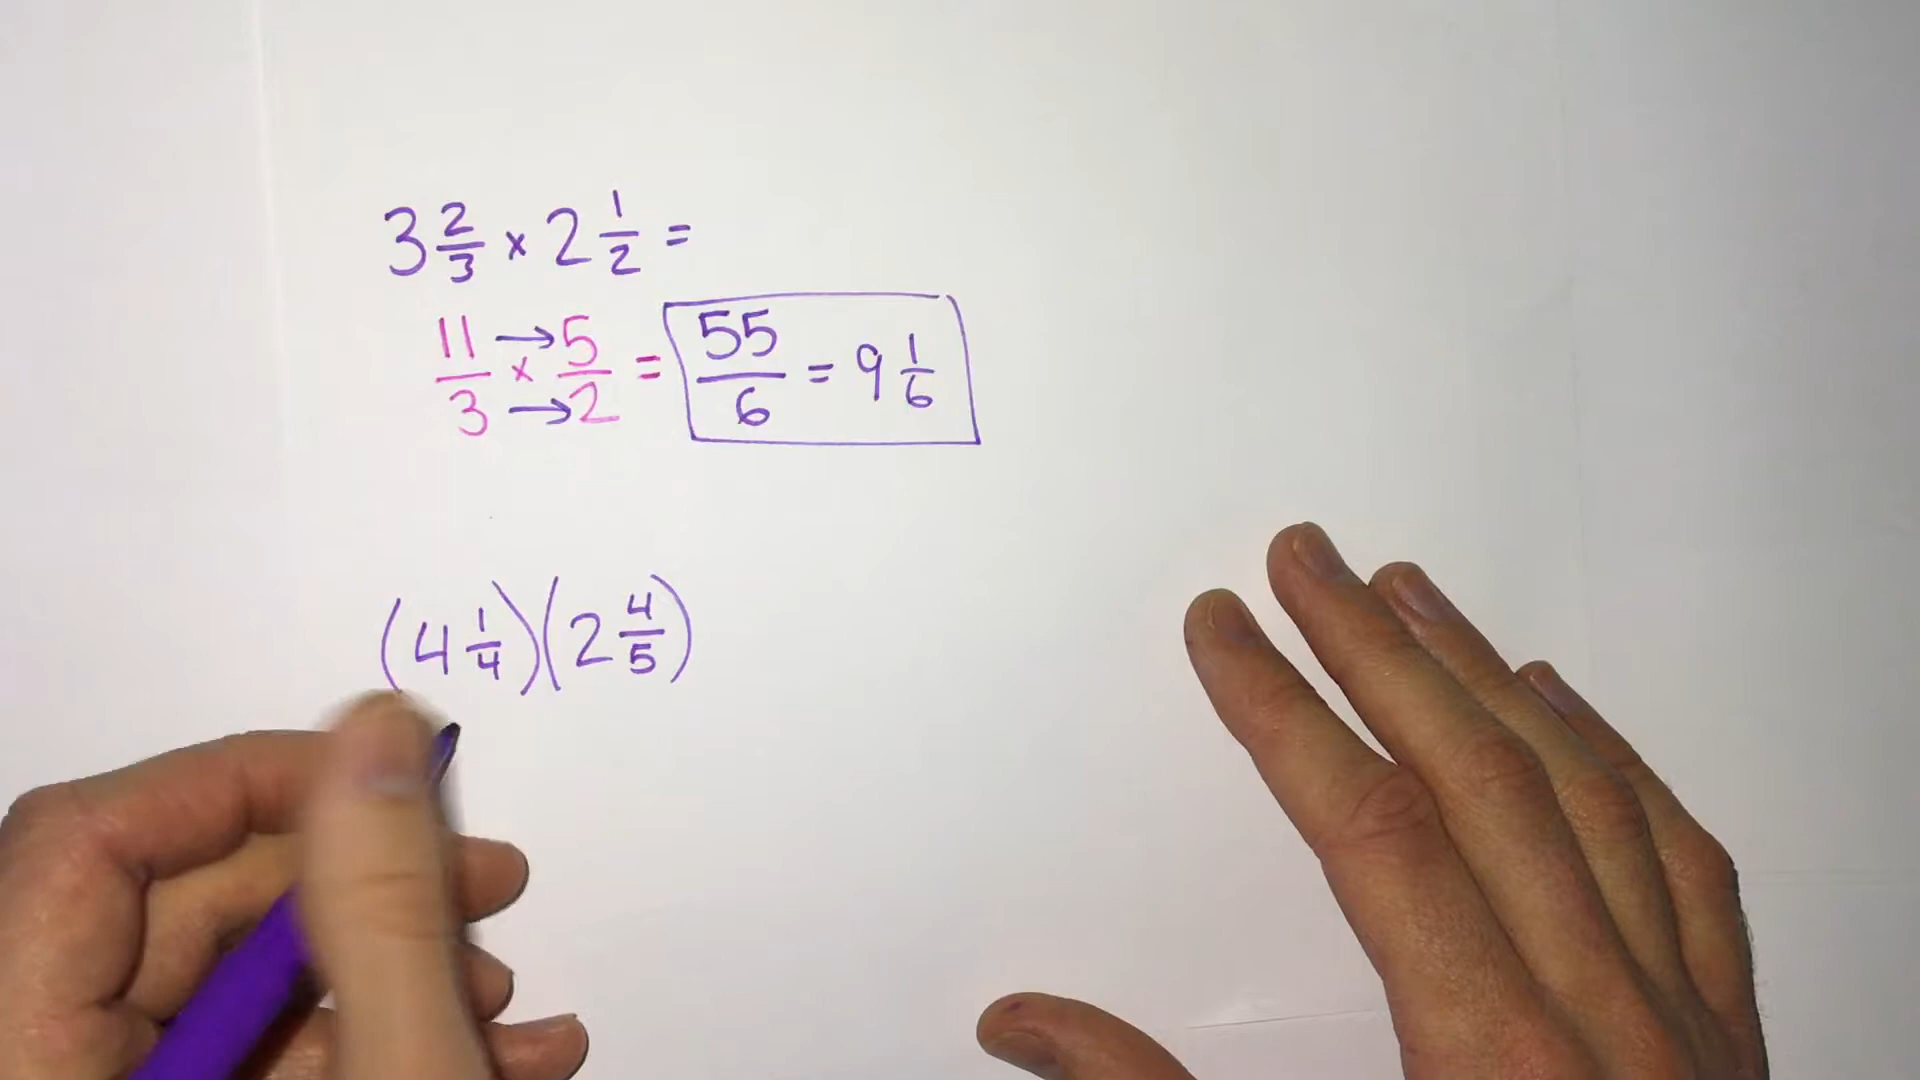 3 2/3 × 2 1/2 =
11/3 → × → 5/2 = 55/6 = 9 1/6
(4 1/4)(2 4/5)